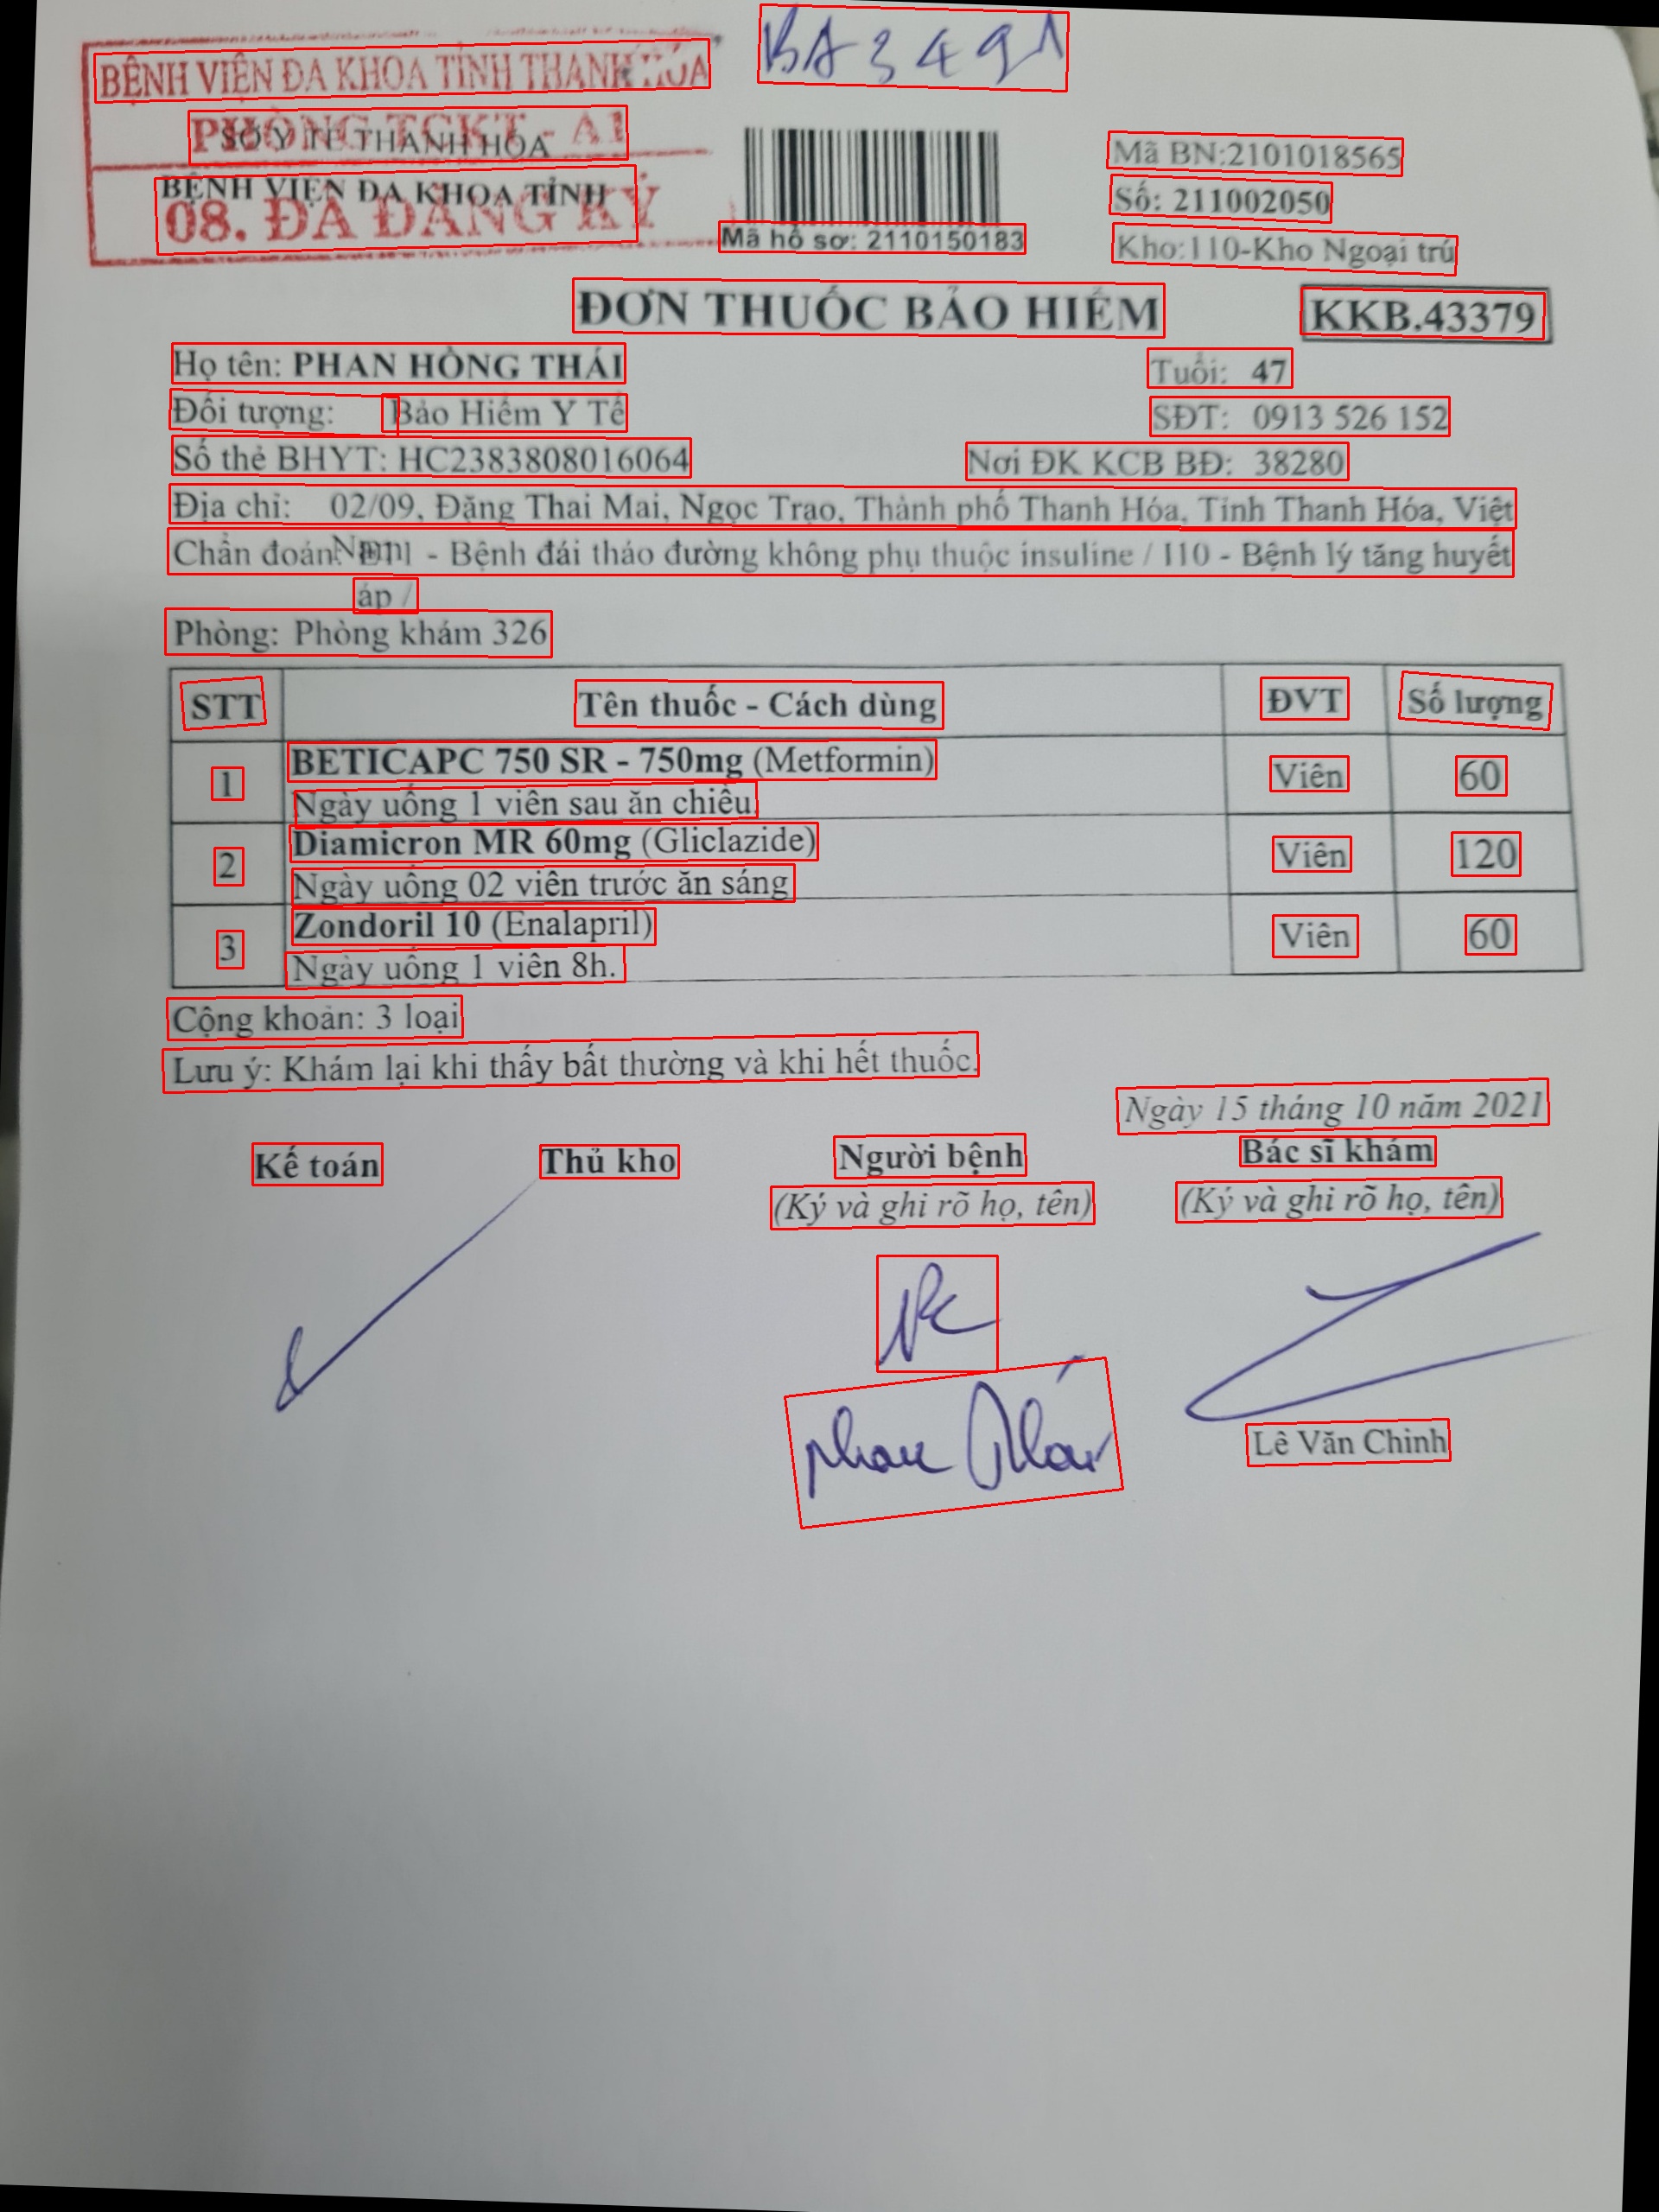 BA 3491
BỆNH VIỆN ĐA KHOA TỈNH THANH HÓA
PHÒNG TCKT - A1
SỞ Y TẾ THANH HÓA
BỆNH VIỆN ĐA KHOA TỈNH
08. ĐÃ ĐĂNG KÝ
Mã hồ sơ: 2110150183
Mã BN:2101018565
Số: 211002050
Kho:110-Kho Ngoại trú
ĐƠN THUỐC BẢO HIỂM
KKB.43379
Họ tên: PHAN HỒNG THÁI Tuổi: 47
Đối tượng: Bảo Hiểm Y Tế SĐT: 0913 526 152
Số thẻ BHYT: HC2383808016064 Nơi ĐK KCB BĐ: 38280
Địa chỉ: 02/09, Đặng Thai Mai, Ngọc Trạo, Thành phố Thanh Hóa, Tỉnh Thanh Hóa, Việt
Nam
Chẩn đoán: E11 - Bệnh đái tháo đường không phụ thuộc insuline / I10 - Bệnh lý tăng huyết
áp /
Phòng: Phòng khám 326
STT Tên thuốc - Cách dùng ĐVT Số lượng
1 BETICAPC 750 SR - 750mg (Metformin) Viên 60
Ngày uống 1 viên sau ăn chiều.
2 Diamicron MR 60mg (Gliclazide) Viên 120
Ngày uống 02 viên trước ăn sáng
3 Zondoril 10 (Enalapril) Viên 60
Ngày uống 1 viên 8h.
Cộng khoản: 3 loại
Lưu ý: Khám lại khi thấy bất thường và khi hết thuốc.
Ngày 15 tháng 10 năm 2021
Kế toán Thủ kho Người bệnh Bác sĩ khám
(Ký và ghi rõ họ, tên) (Ký và ghi rõ họ, tên)
Phan Thái
Lê Văn Chinh